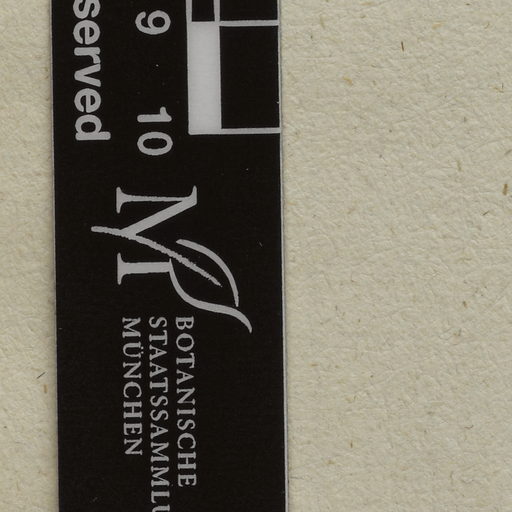 served
9 10
M
BOTANISCHE
STAATSSAMMLU
MÜNCHEN